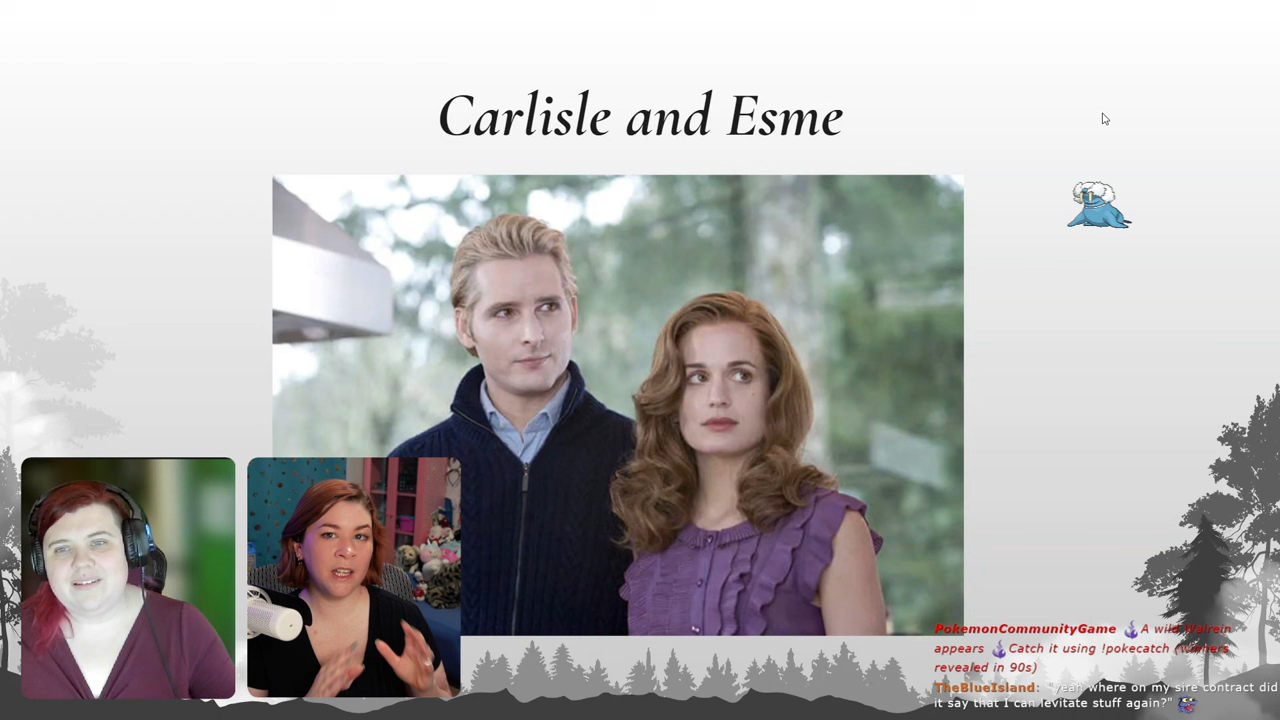 Carlisle and Esme
PokemonCommunityGame A wild Walrein
appears Catch it using !pokecatch (winners
revealed in 90s)
TheBlueIsland: "yeah where on my sire contract did
it say that I can levitate stuff again?"